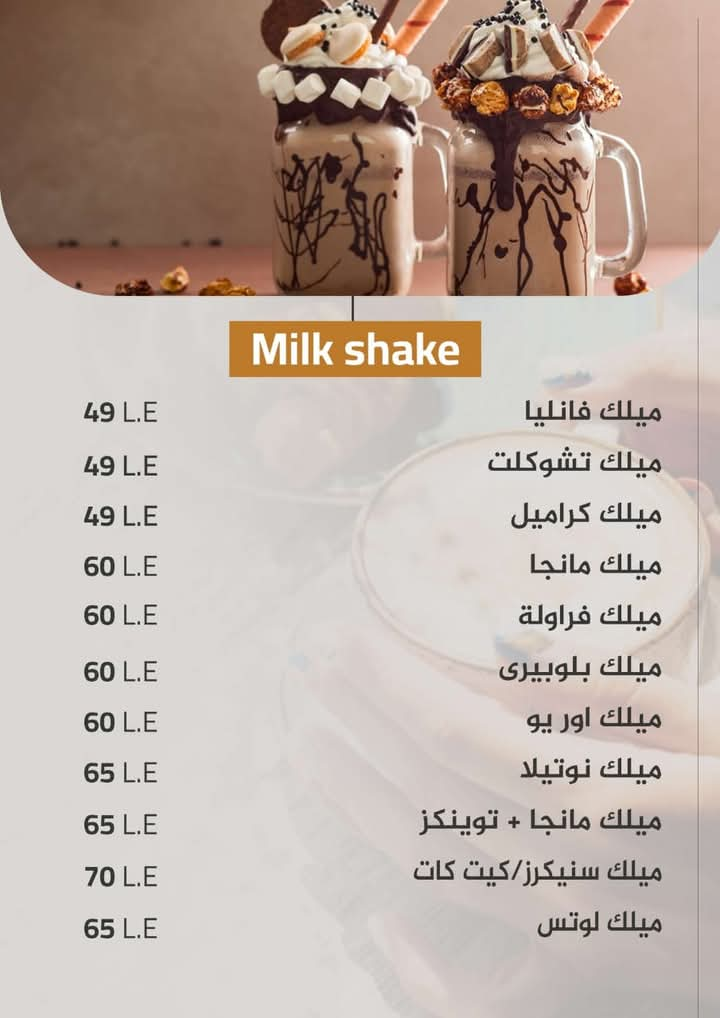 Milk shake
ميلك فانليا 49 L.E
ميلك تشوكلت 49 L.E
ميلك كراميل 49 L.E
ميلك مانجا 60 L.E
ميلك فراولة 60 L.E
ميلك بلوبيرى 60 L.E
ميلك اور يو 60 L.E
ميلك نوتيلا 65 L.E
ميلك مانجا + توينكز 65 L.E
ميلك سنيكرز/كيت كات 70 L.E
ميلك لوتس 65 L.E